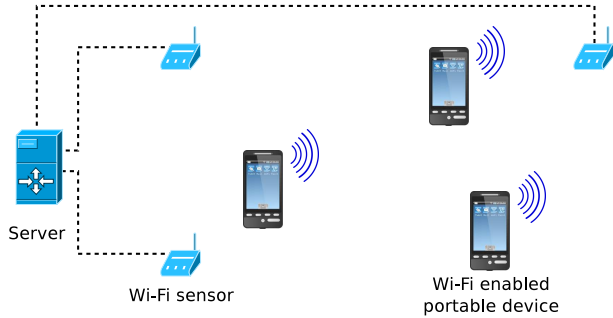 Server
Wi-Fi sensor
Wi-Fi enabled
portable device